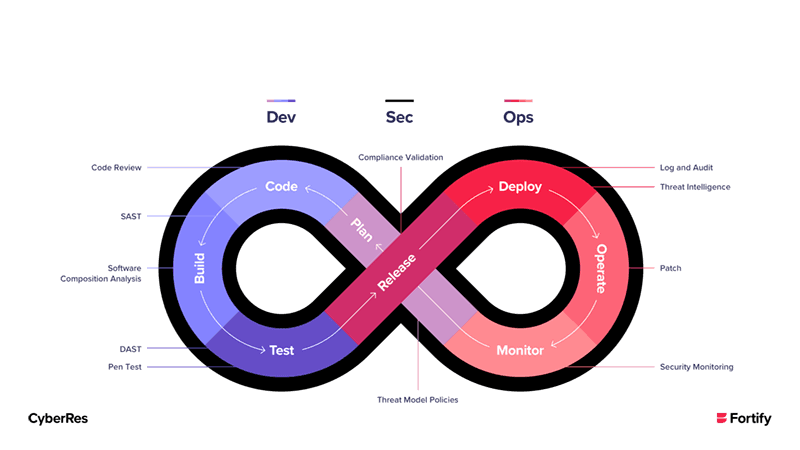 Dev
Sec
Ops
Compliance Validation
Code Review
SAST
Software
Composition Analysis
DAST
Pen Test
Code
Plan
Build
Test
Release
Deploy
Operate
Monitor
Log and Audit
Threat Intelligence
Patch
Security Monitoring
Threat Model Policies
CyberRes
Fortify